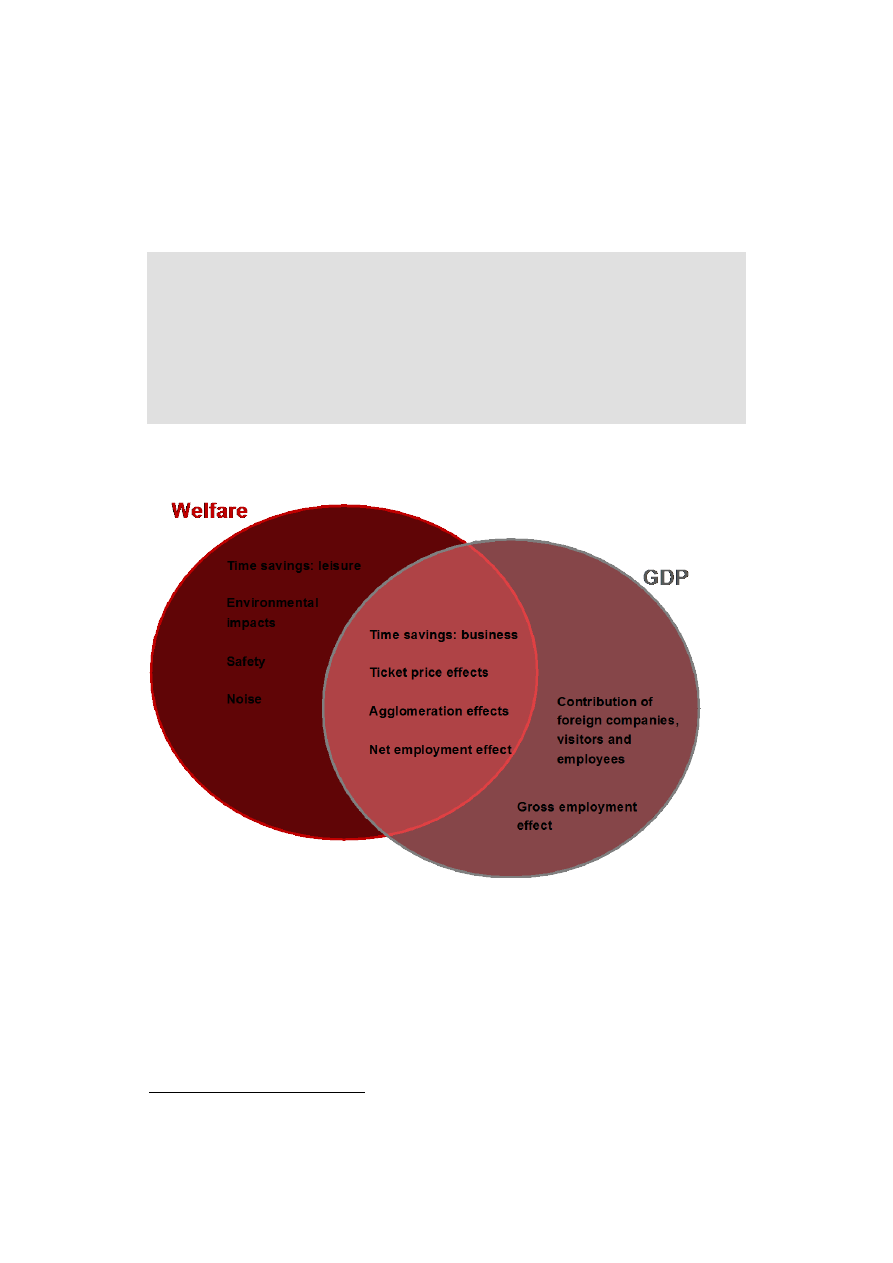 Welfare
Time savings: leisure
Environmental
impacts
Safety
Noise
GDP
Time savings: business
Ticket price effects
Agglomeration effects
Net employment effect
Contribution of
foreign companies,
visitors and
employees
Gross employment
effect